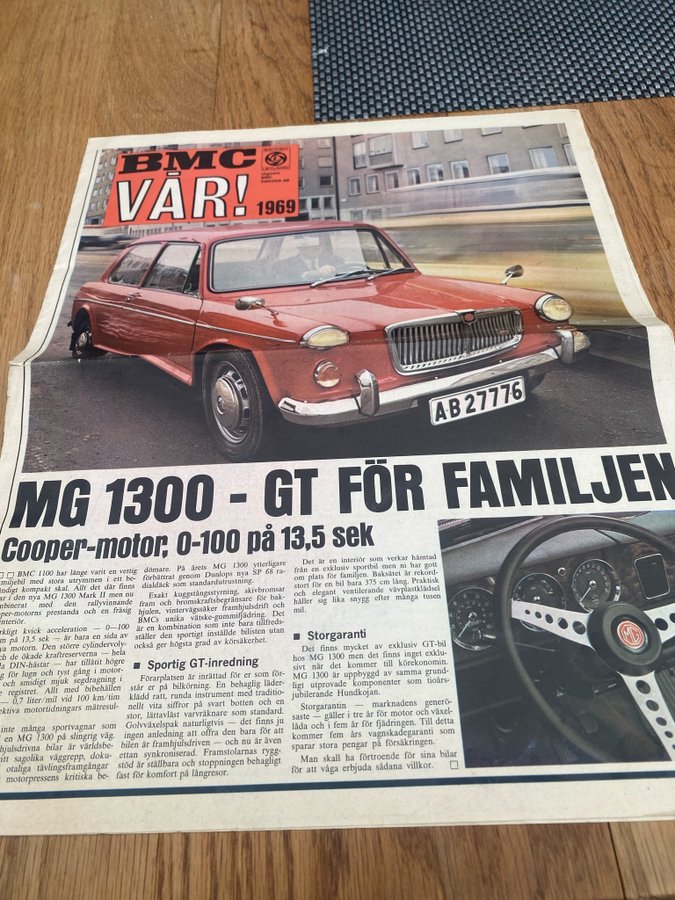 BMC
VÅR! 1969
BRITISH
LEYLAND
SWEDEN AB
AB 27776
MG 1300 - GT FÖR FAMILJEN
Cooper-motor, 0-100 på 13,5 sek
□ □ BMC 1100 har länge varit en vettig
familjebil med stora utrymmen i ett be-
händigt kompakt skal. Allt det där finns
i den nya MG 1300 Mark II men nu
kombinerat med den rallyvinnande
-motorns prestanda och en fräsig
interiör.
kvick acceleration — 0—100
på 13,5 sek — är bara en sida av
motorn. Den större cylindervoly-
och de ökade kraftreserverna — hela
DIN-hästar — har tillåtit högre
för lugn och tyst gång i motor-
och smidigt mjuk segdragning i
registret. Allt med bibehållen
— 0,7 liter/mil vid 100 km/tim
motortidningars mätresul-
inte många sportvagnar som
en MG 1300 på slingrig väg.
framhjulsdrivna bilar är världsbe-
sitt sagolika väggrepp, doku-
otaliga tävlingsframgångar
motorpressens kritiska be-
dömare. På årets MG 1300 ytterligare
förbättrat genom Dunlops nya SP 68 ra-
dialdäck som standardutrustning.
Exakt kuggstångsstyrning, skivbromsar
fram och bromskraftsbegränsare för bak-
hjulen, vintervägssäker framhjulsdrift och
BMCs unika vätske-gummifjädring. Det
är en kombination som inte bara tillfreds-
ställer den sportigt inställde bilisten utan
också ger högsta grad av körsäkerhet.
■ Sportig GT-inredning
Förarplatsen är inrättad för er som för-
står er på bilkörning. En behaglig läder-
klädd ratt, runda instrument med traditio-
nellt vita siffror på svart botten och en
stor, lättavläst varvräknare som standard.
Golvväxelspak naturligtvis — det finns ju
ingen anledning att offra den bara för att
bilen är framhjulsdriven — och nu är även
ettan synkroniserad. Framstolarnas rygg-
stöd är ställbara och stoppningen behagligt
fast för komfort på långresor.
Det är en interiör som verkar hämtad
från en exklusiv sportbil men ni har gott
om plats för familjen. Baksätet är rekord-
stort för en bil bara 375 cm lång. Praktisk
och elegant ventilerande vävplastklädsel
håller sig lika snygg efter många tusen
mil.
■ Storgaranti
Det finns mycket av exklusiv GT-bil
hos MG 1300 men det finns inget exklu-
sivt när det kommer till körekonomin.
MG 1300 är uppbyggd av samma grund-
ligt utprovade komponenter som tioårs-
jubilerande Hundkojan.
Storgarantin — marknadens generö-
saste — gäller i tre år för motor och växel-
låda och i fem år för fjädringen. Till detta
kommer fem års vagnskadegaranti som
sparar stora pengar på försäkringen.
Man skall ha förtroende för sina bilar
för att våga erbjuda sådana villkor. □
MG